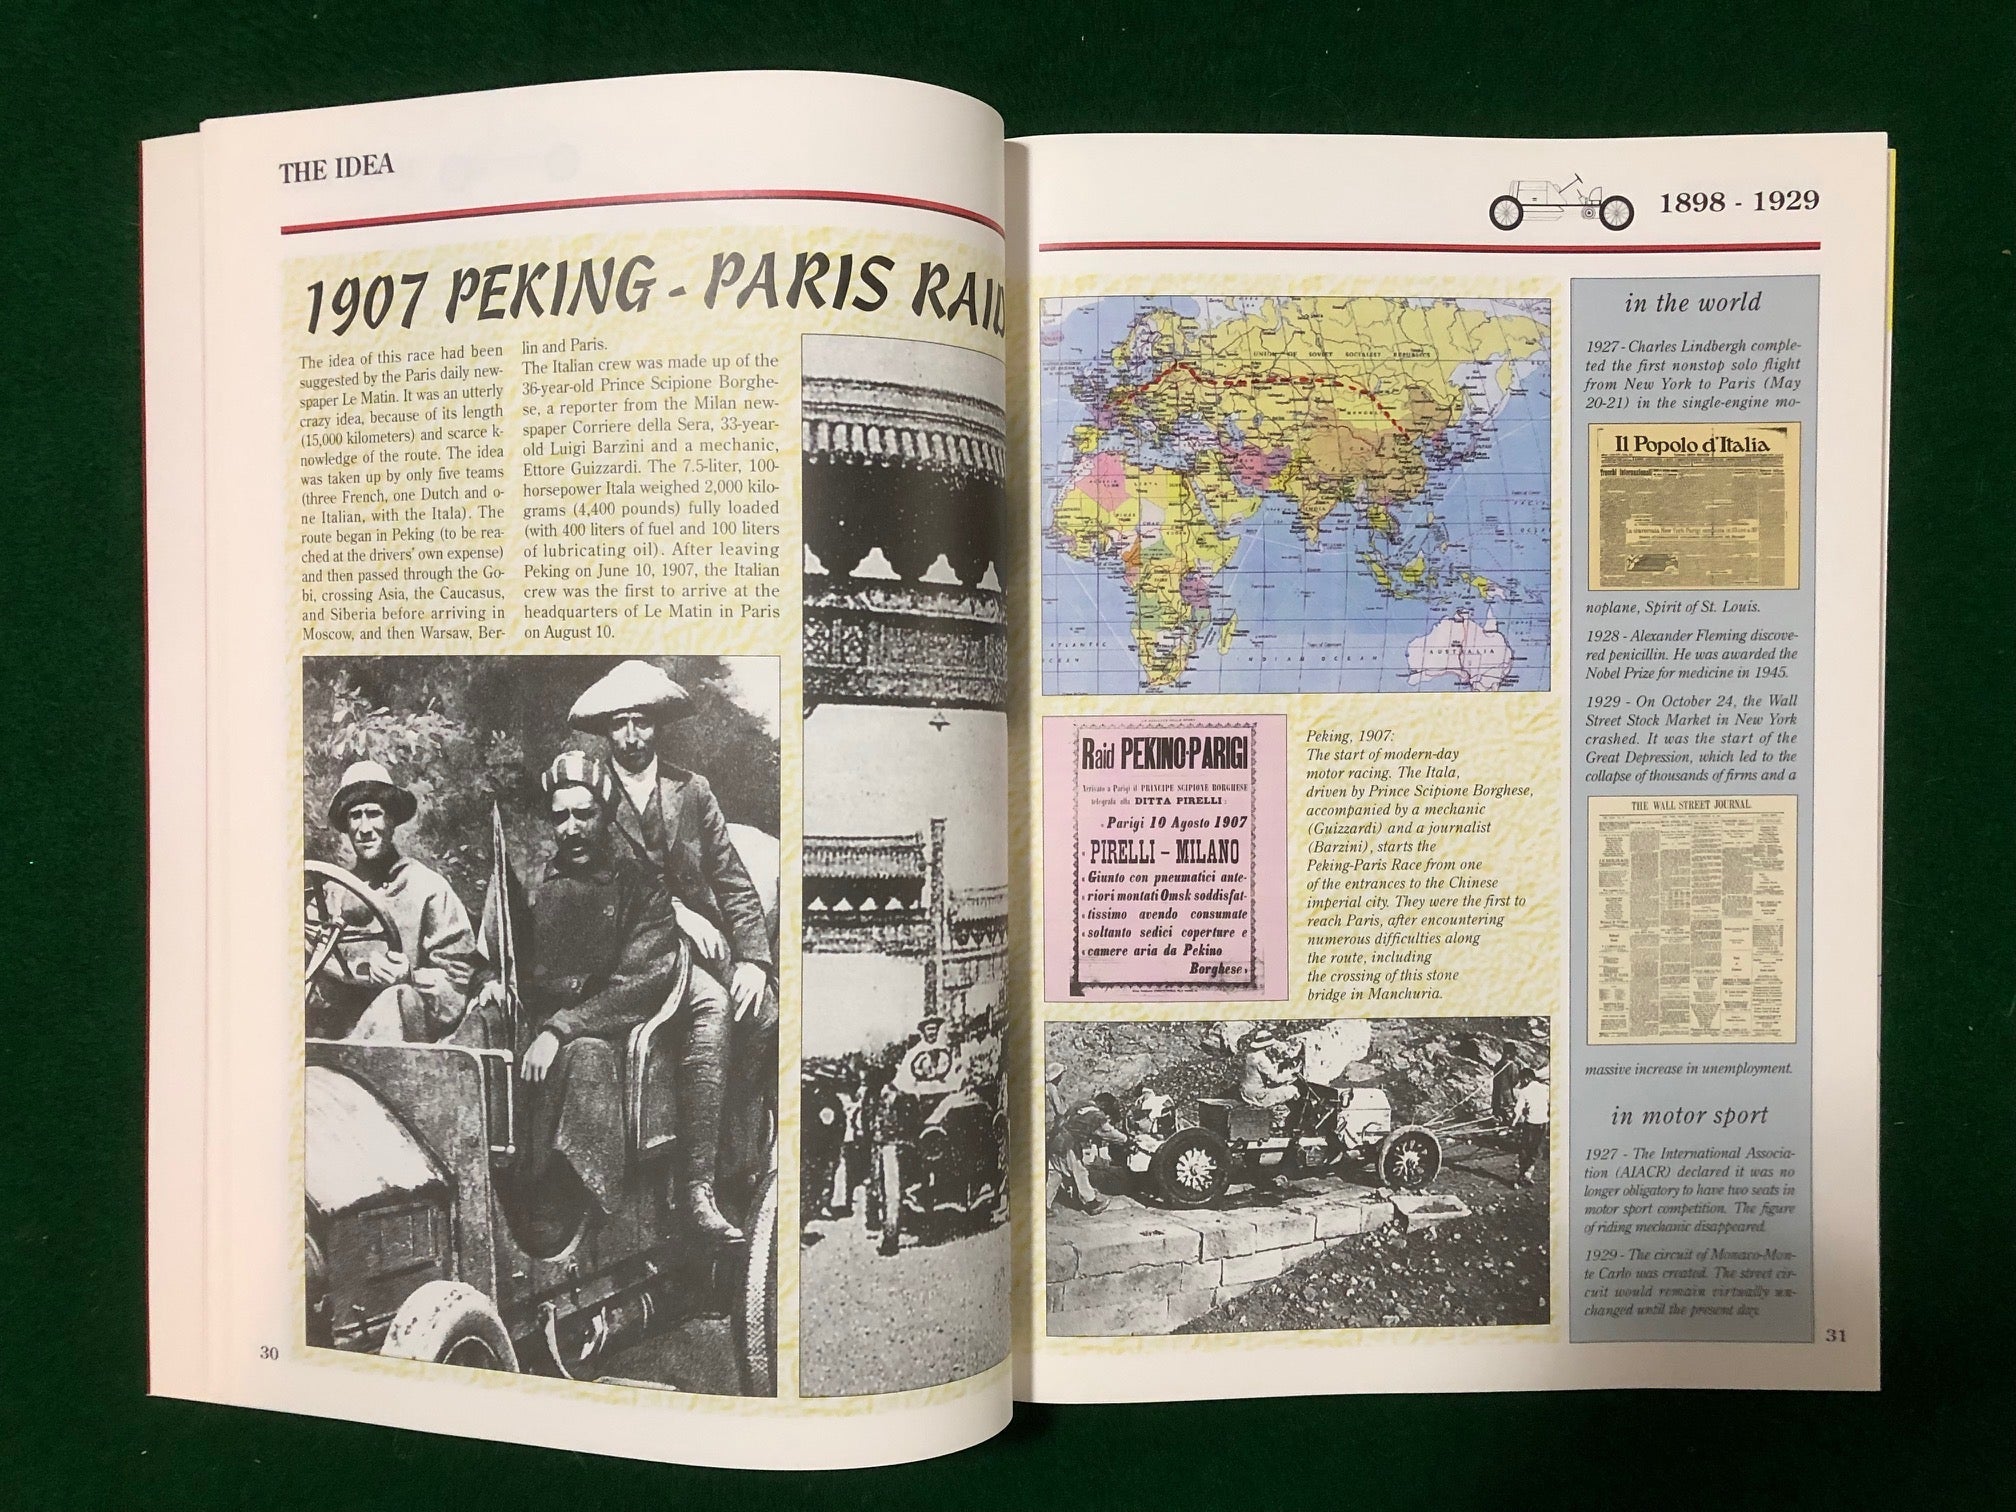 THE IDEA
1907 PEKING - PARIS RAID
The idea of this race had been
suggested by the Paris daily new-
spaper Le Matin. It was an utterly
crazy idea, because of its length
(15,000 kilometers) and scarce k-
nowledge of the route. The idea
was taken up by only five teams
(three French, one Dutch and o-
ne Italian, with the Itala). The
route began in Peking (to be rea-
ched at the drivers' own expense)
and then passed through the Go-
bi, crossing Asia, the Caucasus,
and Siberia before arriving in
Moscow, and then Warsaw, Ber-
lin and Paris.
The Italian crew was made up of the
36-year-old Prince Scipione Borghe-
se, a reporter from the Milan new-
spaper Corriere della Sera, 33-year-
old Luigi Barzini and a mechanic,
Ettore Guizzardi. The 7.5-liter, 100-
horsepower Itala weighed 2,000 kilo-
grams (4,400 pounds) fully loaded
(with 400 liters of fuel and 100 liters
of lubricating oil). After leaving
Peking on June 10, 1907, the Italian
crew was the first to arrive at the
headquarters of Le Matin in Paris
on August 10.
30
1898 - 1929
UNION OF SOVIET SOCIALIST REPUBLICS
INDIA
ATLANTIC
OCEAN
INDIAN OCEAN
AUSTRALIA
Raid PEKINO-PARIGI
Arrivato a Parigi il PRINCIPE SCIPIONE BORGHESE
telegrafa alla DITTA PIRELLI:
Parigi 10 Agosto 1907
PIRELLI - MILANO
Giunto con pneumatici ante-
riori montati Omsk soddisfat-
tissimo avendo consumate
soltanto sedici coperture e
camere aria da Pekino
Borghese
Peking, 1907:
The start of modern-day
motor racing. The Itala,
driven by Prince Scipione Borghese,
accompanied by a mechanic
(Guizzardi) and a journalist
(Barzini), starts the
Peking-Paris Race from one
of the entrances to the Chinese
imperial city. They were the first to
reach Paris, after encountering
numerous difficulties along
the route, including
the crossing of this stone
bridge in Manchuria.
in the world
1927 - Charles Lindbergh comple-
ted the first nonstop solo flight
from New York to Paris (May
20-21) in the single-engine mo-
Il Popolo d'Italia
noplane, Spirit of St. Louis.
1928 - Alexander Fleming discove-
red penicillin. He was awarded the
Nobel Prize for medicine in 1945.
1929 - On October 24, the Wall
Street Stock Market in New York
crashed. It was the start of the
Great Depression, which led to the
collapse of thousands of firms and a
THE WALL STREET JOURNAL.
massive increase in unemployment.
in motor sport
1927 - The International Associa-
tion (AIACR) declared it was no
longer obligatory to have two seats in
motor sport competition. The figure
of riding mechanic disappeared.
1929 - The circuit of Monaco-Mon-
te Carlo was created. The street cir-
cuit would remain virtually un-
changed until the present day.
31